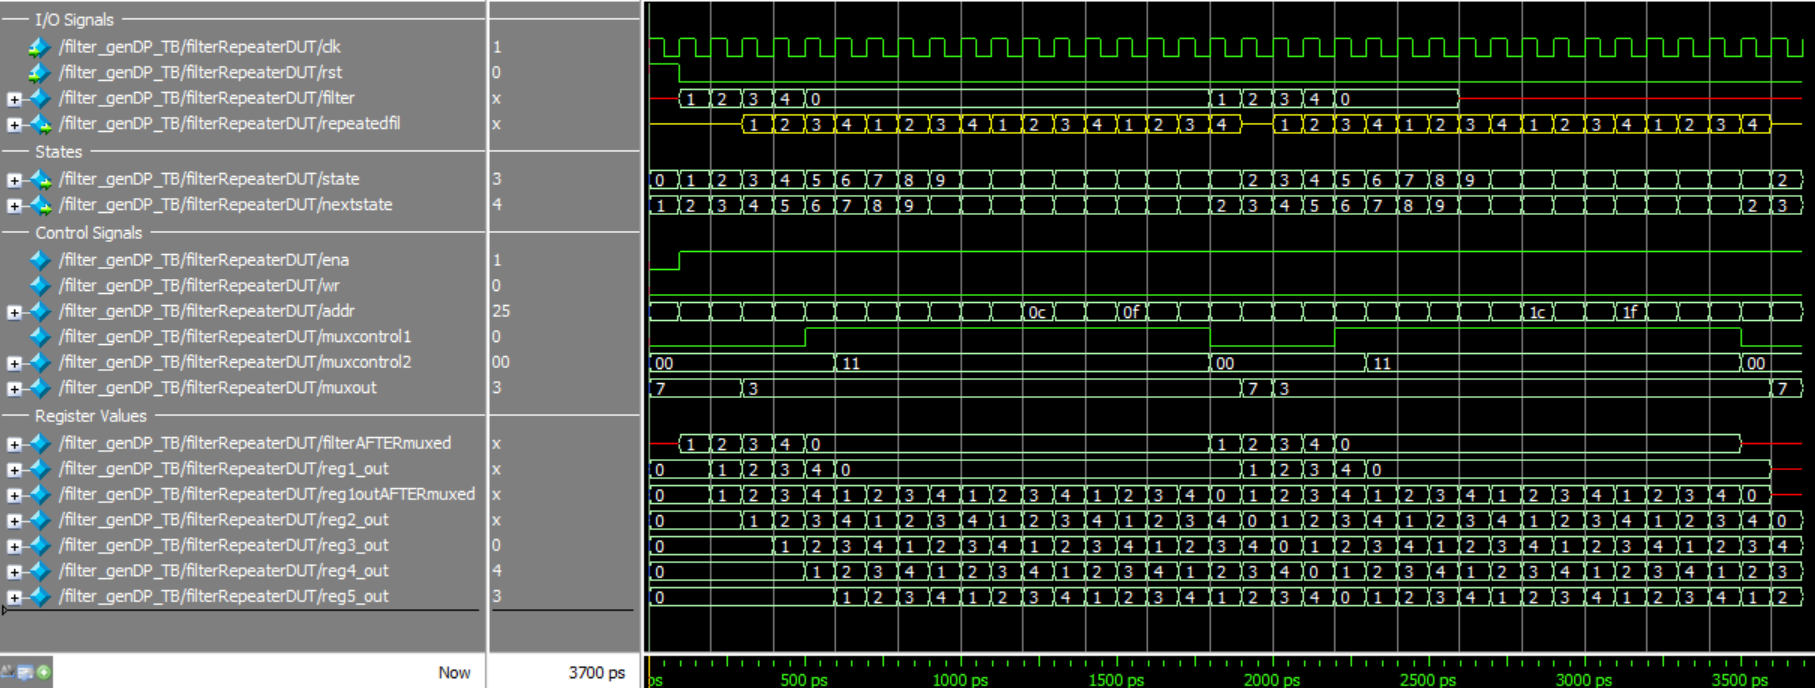 I/O Signals
/filter_genDP_TB/filterRepeaterDUT/clk 1
/filter_genDP_TB/filterRepeaterDUT/rst 0
/filter_genDP_TB/filterRepeaterDUT/filter x 1 2 3 4 0 1 2 3 4 0
/filter_genDP_TB/filterRepeaterDUT/repeatedfil x 1 2 3 4 1 2 3 4 1 2 3 4 1 2 3 4 1 2 3 4 1 2 3 4 1 2 3 4 1 2 3 4
States
/filter_genDP_TB/filterRepeaterDUT/state 3 0 1 2 3 4 5 6 7 8 9 2 3 4 5 6 7 8 9 2
/filter_genDP_TB/filterRepeaterDUT/nextstate 4 1 2 3 4 5 6 7 8 9 2 3 4 5 6 7 8 9 2 3
Control Signals
/filter_genDP_TB/filterRepeaterDUT/ena 1
/filter_genDP_TB/filterRepeaterDUT/wr 0
/filter_genDP_TB/filterRepeaterDUT/addr 25 0c 0f 1c 1f
/filter_genDP_TB/filterRepeaterDUT/muxcontrol1 0
/filter_genDP_TB/filterRepeaterDUT/muxcontrol2 00 00 11 00 11 00
/filter_genDP_TB/filterRepeaterDUT/muxout 3 7 3 7 3 7
Register Values
/filter_genDP_TB/filterRepeaterDUT/filterAFTERmuxed x 1 2 3 4 0 1 2 3 4 0
/filter_genDP_TB/filterRepeaterDUT/reg1_out x 0 1 2 3 4 0 1 2 3 4 0
/filter_genDP_TB/filterRepeaterDUT/reg1outAFTERmuxed x 0 1 2 3 4 1 2 3 4 1 2 3 4 1 2 3 4 0 1 2 3 4 1 2 3 4 1 2 3 4 1 2 3 4 0
/filter_genDP_TB/filterRepeaterDUT/reg2_out x 0 1 2 3 4 1 2 3 4 1 2 3 4 1 2 3 4 0 1 2 3 4 1 2 3 4 1 2 3 4 1 2 3 4 0
/filter_genDP_TB/filterRepeaterDUT/reg3_out 0 0 1 2 3 4 1 2 3 4 1 2 3 4 1 2 3 4 0 1 2 3 4 1 2 3 4 1 2 3 4 1 2 3 4
/filter_genDP_TB/filterRepeaterDUT/reg4_out 4 0 1 2 3 4 1 2 3 4 1 2 3 4 1 2 3 4 0 1 2 3 4 1 2 3 4 1 2 3 4 1 2 3
/filter_genDP_TB/filterRepeaterDUT/reg5_out 3 0 1 2 3 4 1 2 3 4 1 2 3 4 1 2 3 4 0 1 2 3 4 1 2 3 4 1 2 3 4 1 2
Now 3700 ps ps 500 ps 1000 ps 1500 ps 2000 ps 2500 ps 3000 ps 3500 ps